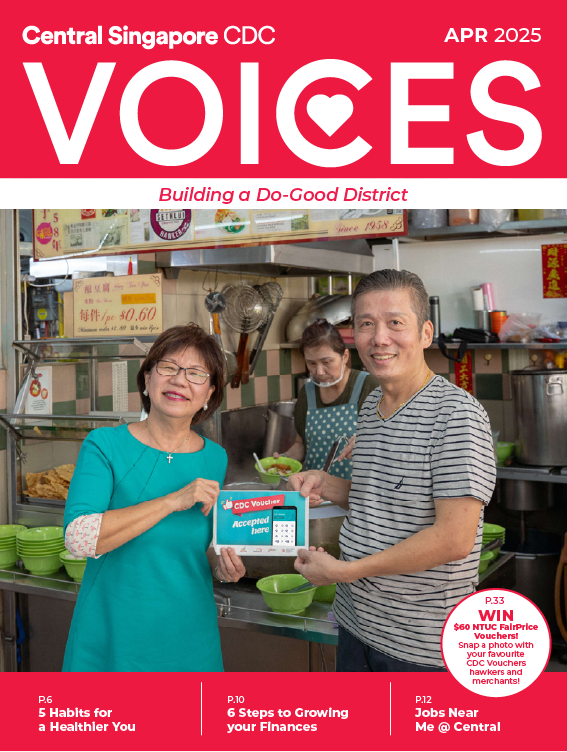 Central Singapore CDC
APR 2025
VOICES
Building a Do-Good District
Since 1958
每件/pc $0.60
CDC Voucher
Accepted
here
P.33
WIN
$60 NTUC FairPrice
Vouchers!
Snap a photo with
your favourite
CDC Vouchers
hawkers and
merchants!
P.6
5 Habits for
a Healthier You
P.10
6 Steps to Growing
your Finances
P.12
Jobs Near
Me @ Central